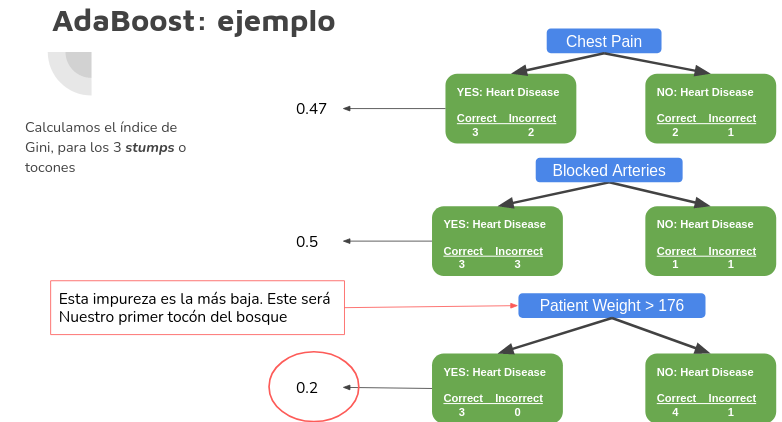 AdaBoost: ejemplo
Calculamos el índice de
Gini, para los 3 stumps o
tocones
Chest Pain
YES: Heart Disease
Correct Incorrect
3 2
NO: Heart Disease
Correct Incorrect
2 1
0.47
Blocked Arteries
YES: Heart Disease
Correct Incorrect
3 3
NO: Heart Disease
Correct Incorrect
1 1
0.5
Esta impureza es la más baja. Este será
Nuestro primer tocón del bosque
Patient Weight > 176
YES: Heart Disease
Correct Incorrect
3 0
NO: Heart Disease
Correct Incorrect
4 1
0.2